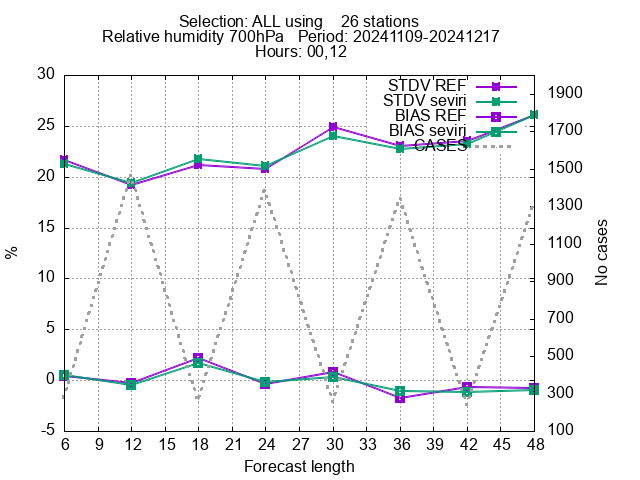 Selection: ALL using 26 stations
Relative humidity 700hPa Period: 20241109-20241217
Hours: 00,12
STDV REF
STDV seviri
BIAS REF
BIAS seviri
CASES
30
25
20
15
10
5
0
-5
%
1900
1700
1500
1300
1100
900
700
500
300
100
No cases
6 9 12 15 18 21 24 27 30 33 36 39 42 45 48
Forecast length